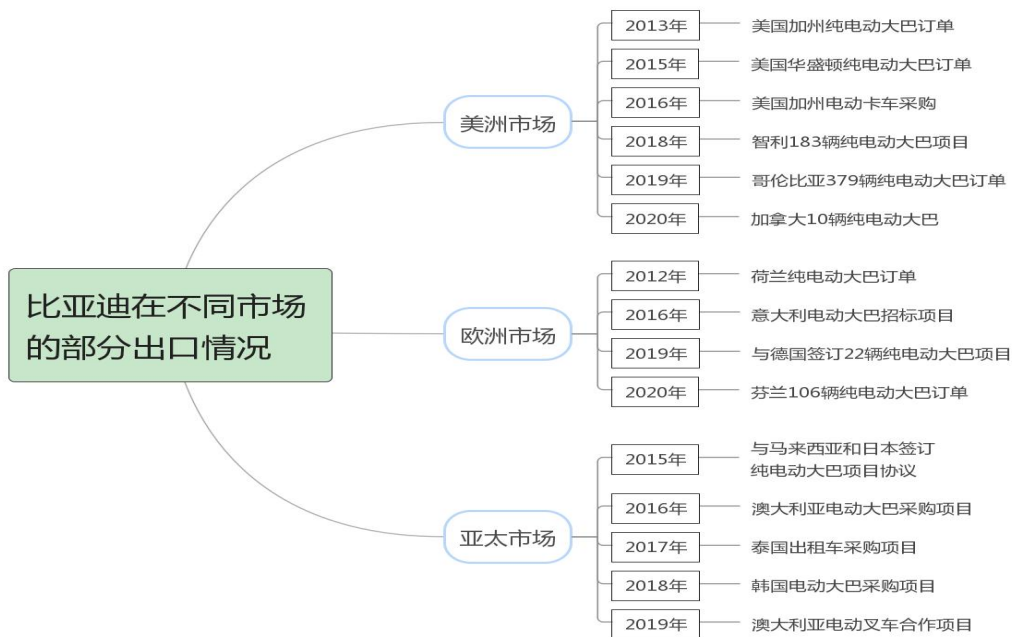 比亚迪在不同市场
的部分出口情况
美洲市场
2013年 美国加州纯电动大巴订单
2015年 美国华盛顿纯电动大巴订单
2016年 美国加州电动卡车采购
2018年 智利183辆纯电动大巴项目
2019年 哥伦比亚379辆纯电动大巴订单
2020年 加拿大10辆纯电动大巴
欧洲市场
2012年 荷兰纯电动大巴订单
2016年 意大利电动大巴招标项目
2019年 与德国签订22辆纯电动大巴项目
2020年 芬兰106辆纯电动大巴订单
亚太市场
2015年 与马来西亚和日本签订
纯电动大巴项目协议
2016年 澳大利亚电动大巴采购项目
2017年 泰国出租车采购项目
2018年 韩国电动大巴采购项目
2019年 澳大利亚电动叉车合作项目